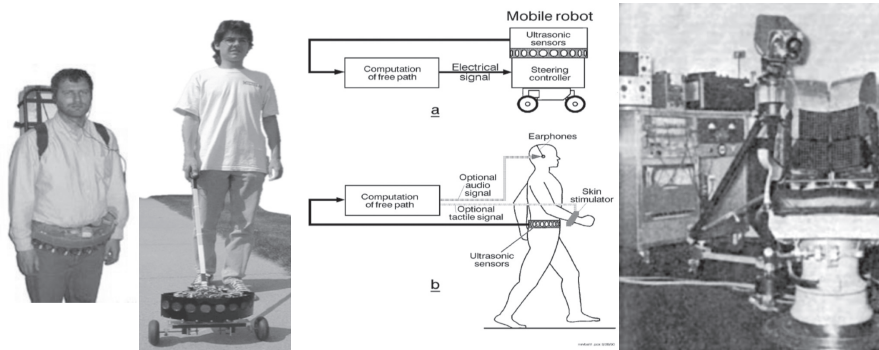 Mobile robot
Ultrasonic
sensors
Computation
of free path
Electrical
signal
Steering
controller
a
Earphones
Optional
audio
signal
Skin
stimulator
Computation
of free path
Optional
tactile signal
Ultrasonic
sensors
b